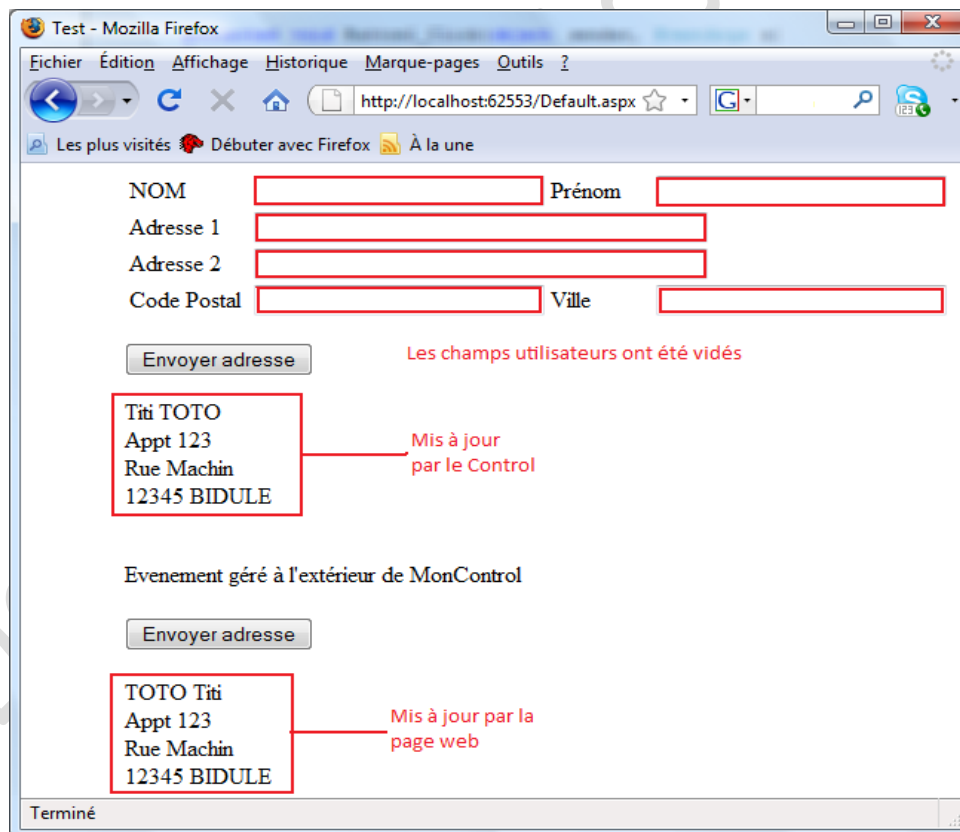 Test - Mozilla Firefox
Fichier Édition Affichage Historique Marque-pages Outils ?
http://localhost:62553/Default.aspx G
Les plus visités Débuter avec Firefox À la une
NOM Prénom
Adresse 1
Adresse 2
Code Postal Ville
Envoyer adresse Les champs utilisateurs ont été vidés
Titi TOTO
Appt 123
Rue Machin
12345 BIDULE
Mis à jour
par le Control
Evenement géré à l'extérieur de MonControl
Envoyer adresse
TOTO Titi
Appt 123
Rue Machin
12345 BIDULE
Mis à jour par la
page web
Terminé